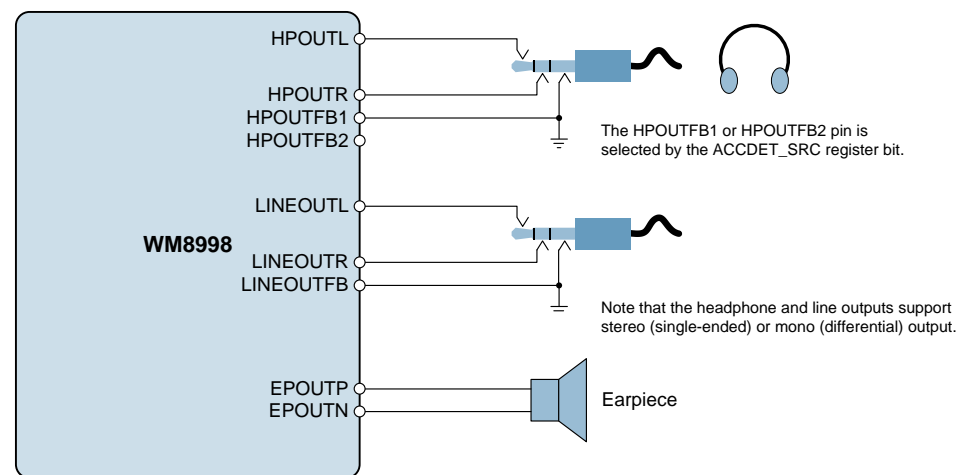 HPOUTL
HPOUTR
HPOUTFB1
HPOUTFB2
The HPOUTFB1 or HPOUTFB2 pin is
selected by the ACCDET_SRC register bit.
LINEOUTL
WM8998
LINEOUTR
LINEOUTFB
Note that the headphone and line outputs support
stereo (single-ended) or mono (differential) output.
EPOUTP
EPOUTN
Earpiece